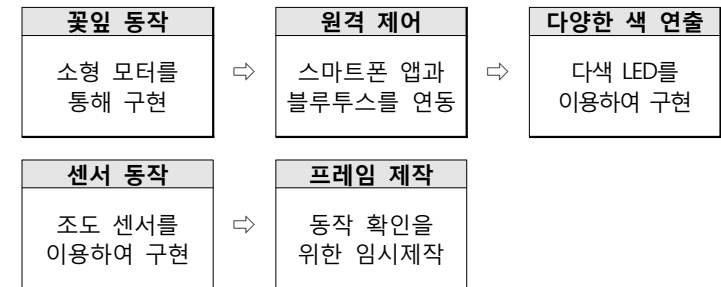 꽃잎 동작
소형 모터를
통해 구현
⇨
원격 제어
스마트폰 앱과
블루투스를 연동
⇨
다양한 색 연출
다색 LED를
이용하여 구현
센서 동작
조도 센서를
이용하여 구현
⇨
프레임 제작
동작 확인을
위한 임시제작